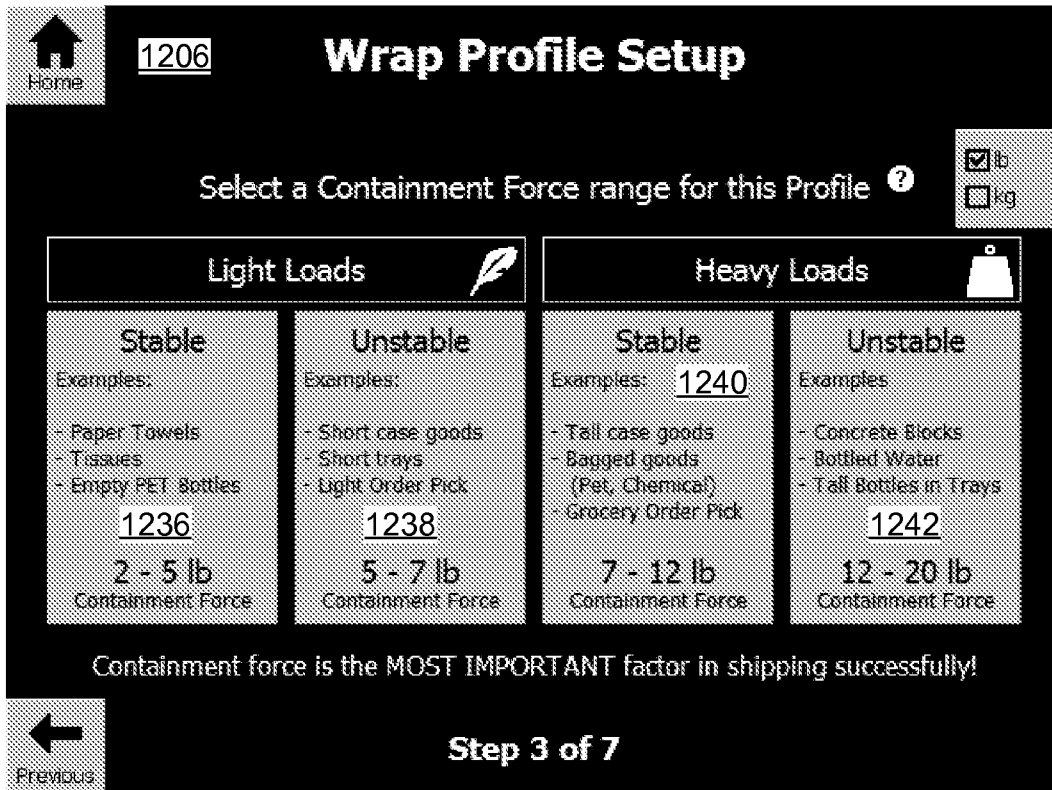 1206
Wrap Profile Setup
Home
lb
kg
Select a Containment Force range for this Profile ?
Light Loads
Heavy Loads
Stable
Examples:
- Paper Towels
- Tissues
- Empty PET Bottles
1236
2 - 5 lb
Containment Force
Unstable
Examples:
- Short case goods
- Short trays
- Light Order Pick
1238
5 - 7 lb
Containment Force
Stable
Examples: 1240
- Tall case goods
- Bagged goods
(Pet, Chemical)
- Grocery Order Pick
7 - 12 lb
Containment Force
Unstable
Examples
- Concrete Blocks
- Bottled Water
- Tall Bottles in Trays
1242
12 - 20 lb
Containment Force
Containment force is the MOST IMPORTANT factor in shipping successfully!
Previous
Step 3 of 7